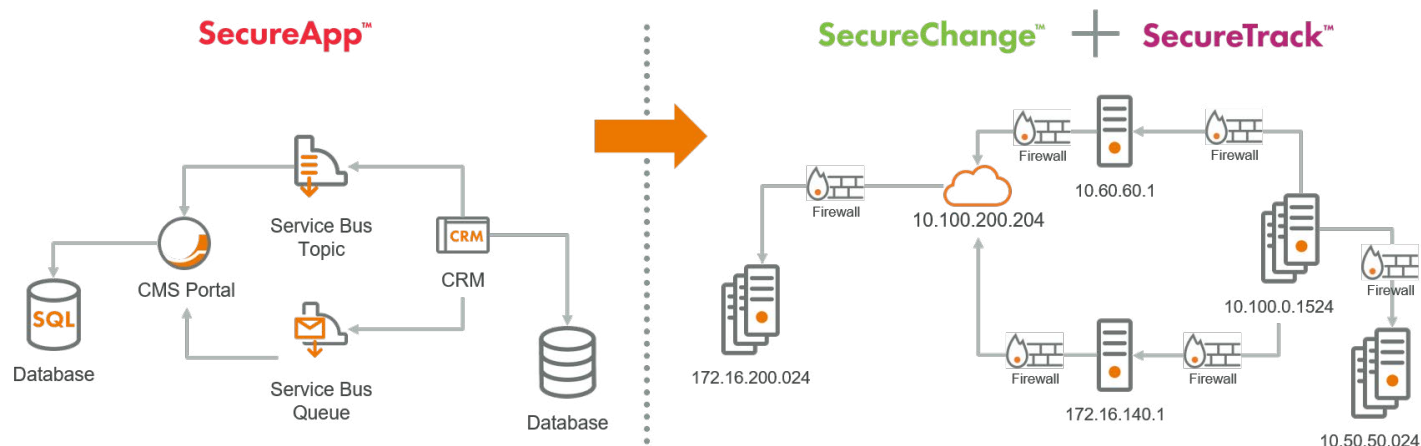 SecureApp™
SecureChange™
SecureTrack™
Service Bus
Topic
CMS Portal
CRM
CRM
SQL
Database
Service Bus
Queue
Database
Firewall
Firewall
10.60.60.1
Firewall
10.100.200.204
Firewall
10.100.0.1524
172.16.200.024
Firewall
Firewall
172.16.140.1
10.50.50.024